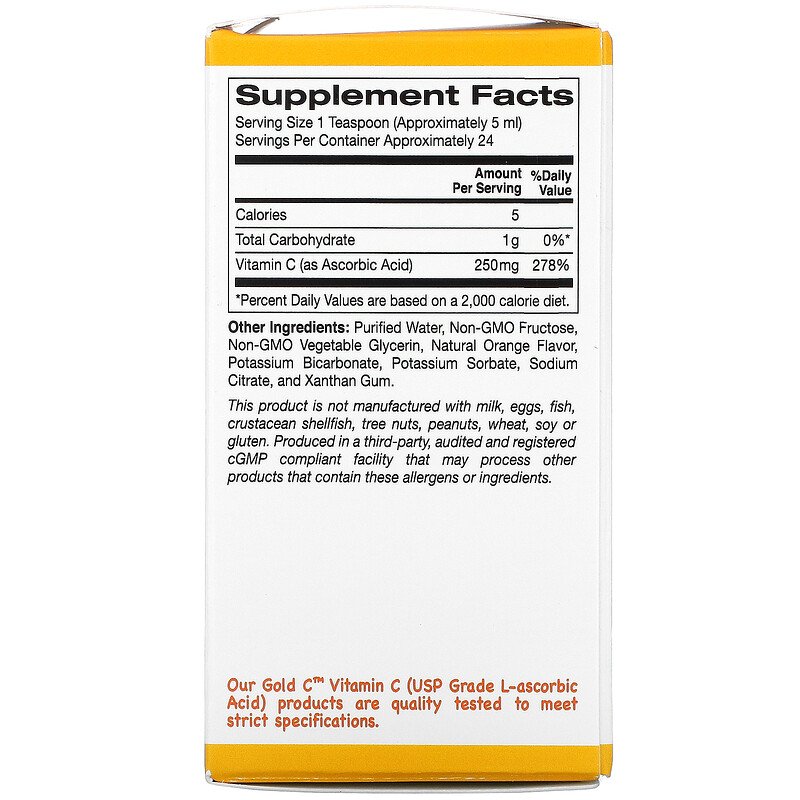 Supplement Facts
Serving Size 1 Teaspoon (Approximately 5 ml)
Servings Per Container Approximately 24
Amount Per Serving %Daily Value
Calories 5
Total Carbohydrate 1g 0%*
Vitamin C (as Ascorbic Acid) 250mg 278%
*Percent Daily Values are based on a 2,000 calorie diet.
Other Ingredients: Purified Water, Non-GMO Fructose,
Non-GMO Vegetable Glycerin, Natural Orange Flavor,
Potassium Bicarbonate, Potassium Sorbate, Sodium
Citrate, and Xanthan Gum.
This product is not manufactured with milk, eggs, fish,
crustacean shellfish, tree nuts, peanuts, wheat, soy or
gluten. Produced in a third-party, audited and registered
cGMP compliant facility that may process other
products that contain these allergens or ingredients.
Our Gold C™ Vitamin C (USP Grade L-ascorbic
Acid) products are quality tested to meet
strict specifications.